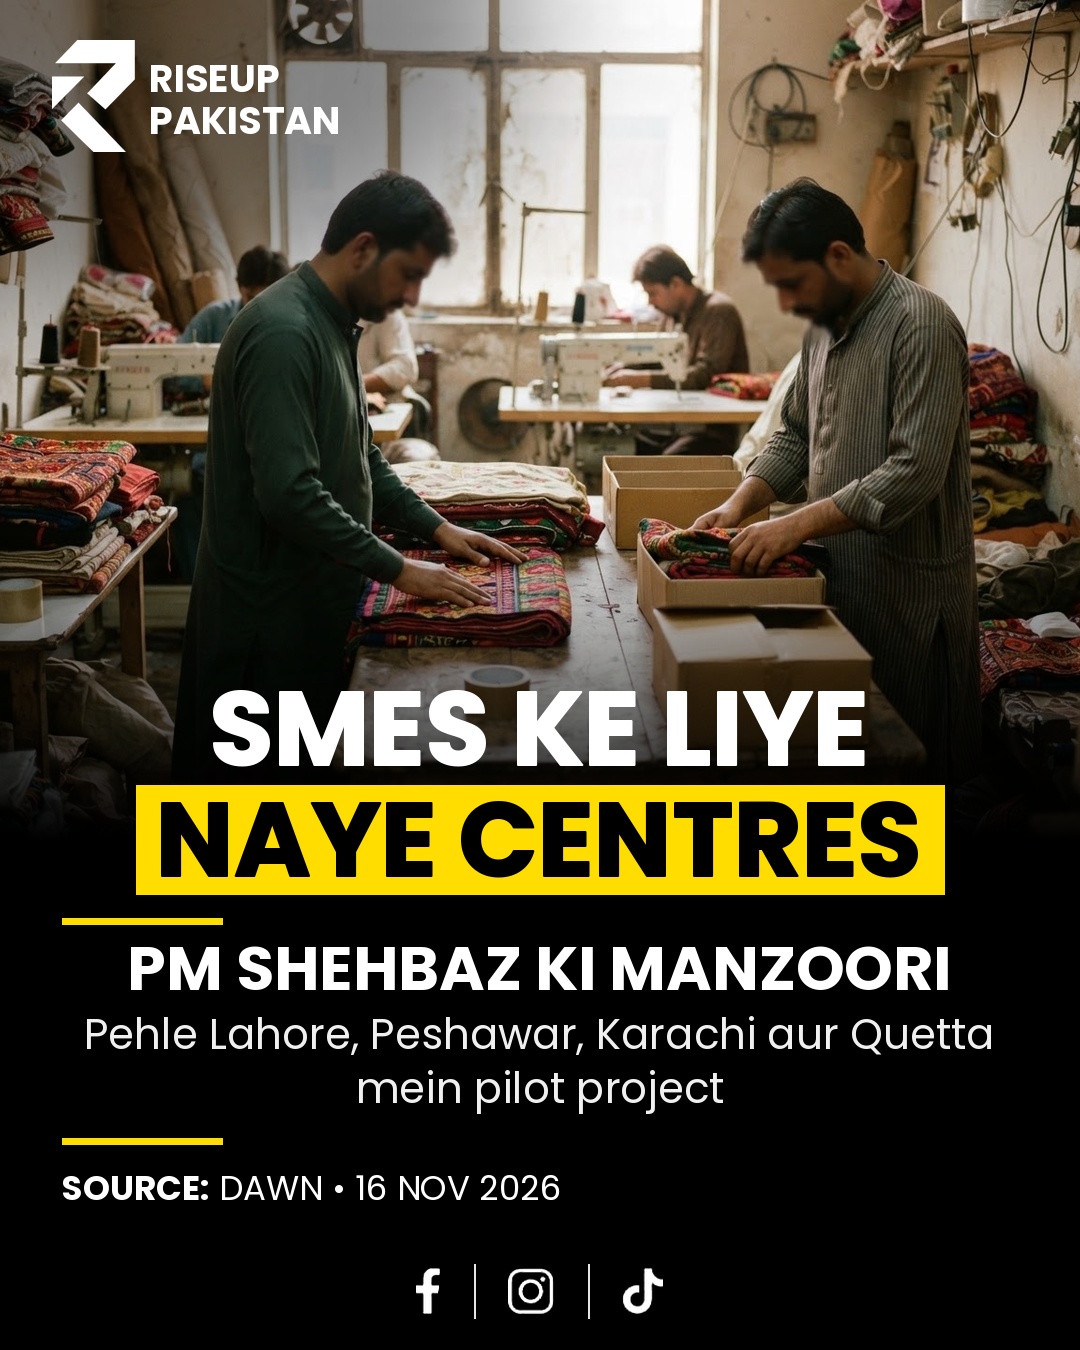 RISEUP
PAKISTAN
SMES KE LIYE
NAYE CENTRES
PM SHEHBAZ KI MANZOORI
Pehle Lahore, Peshawar, Karachi aur Quetta
mein pilot project
SOURCE: DAWN • 16 NOV 2026